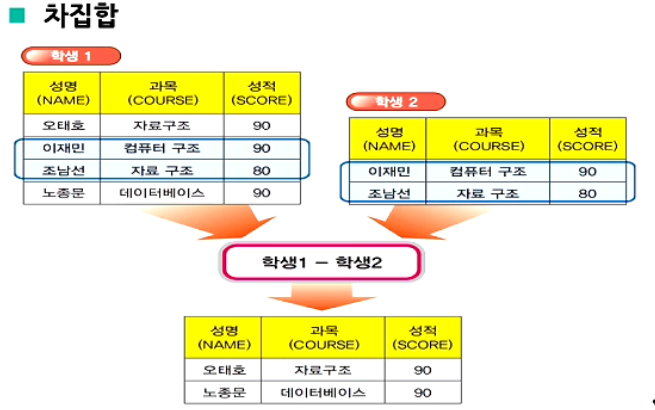 차집합
학생 1
성명 과목 성적
(NAME) (COURSE) (SCORE)
오태호 자료구조 90
이재민 컴퓨터 구조 90
조남선 자료 구조 80
노종문 데이터베이스 90
학생 2
성명 과목 성적
(NAME) (COURSE) (SCORE)
이재민 컴퓨터 구조 90
조남선 자료 구조 80
학생1 – 학생2
성명 과목 성적
(NAME) (COURSE) (SCORE)
오태호 자료구조 90
노종문 데이터베이스 90